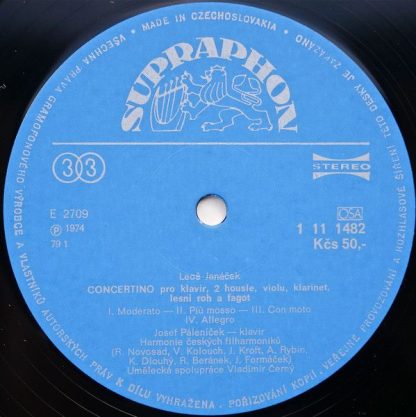 MADE IN CZECHOSLOVAKIA • VŠECHNA PRÁVA GRAMOFONOVÉHO VÝROBCE A VLASTNÍKŮ AUTORSKÝCH PRÁV K DÍLU VYHRAŽENA. POŘIZOVÁNÍ KOPIÍ, VEŘEJNÉ PROVOZOVÁNÍ A ROZHLASOVÉ ŠÍŘENÍ TÉTO DESKY JE ZAKÁZÁNO •
SUPRAPHON
33
STEREO
E 2709
Ⓟ 1974
79 1
OSA
1 11 1482
Kčs 50,-
Leoš Janáček
CONCERTINO pro klavír, 2 housle, violu, klarinet,
lesní roh a fagot
I. Moderato — II. Più mosso — III. Con moto
IV. Allegro
Josef Páleníček — klavír
Harmonie českých filharmoniků
(R. Novosad, V. Kolouch, J. Krott, A. Rybín,
K. Dlouhý, R. Beránek, J. Formáček)
Umělecká spolupráce Vladimír Černý